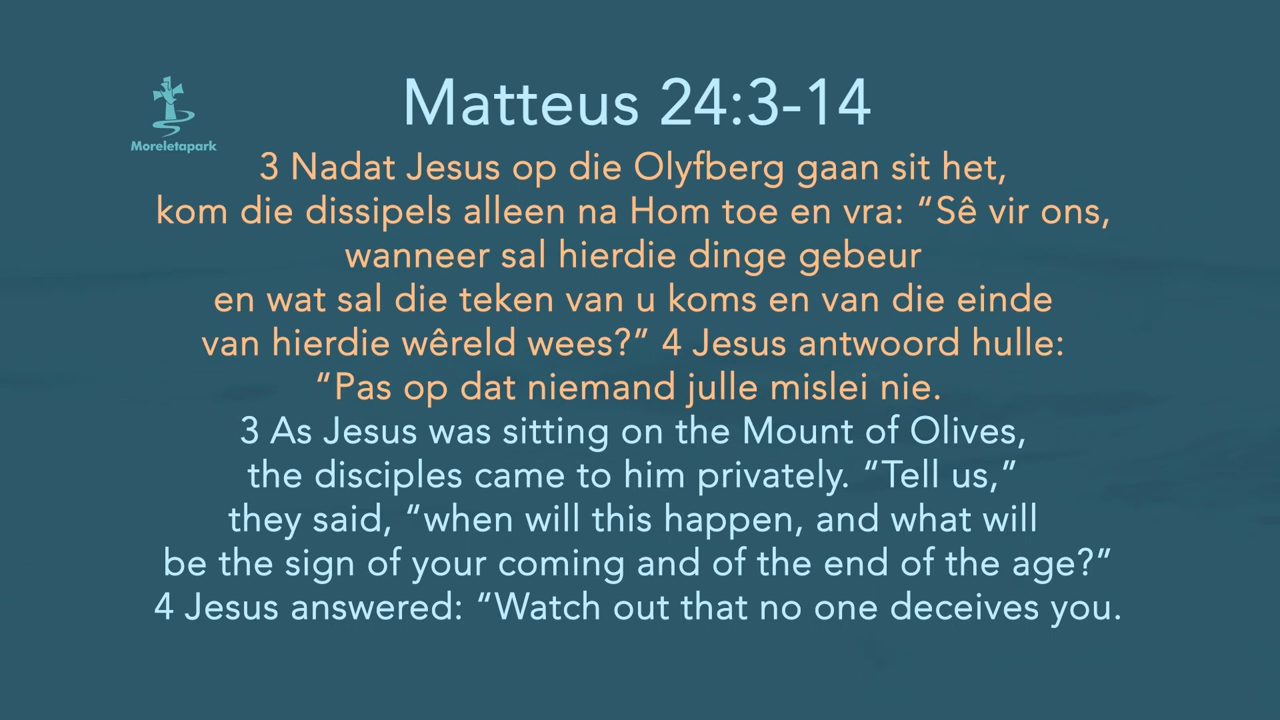 Matteus 24:3-14
Moreletapark
3 Nadat Jesus op die Olyfberg gaan sit het,
kom die dissipels alleen na Hom toe en vra: “Sê vir ons,
wanneer sal hierdie dinge gebeur
en wat sal die teken van u koms en van die einde
van hierdie wêreld wees?” 4 Jesus antwoord hulle:
“Pas op dat niemand julle mislei nie.
3 As Jesus was sitting on the Mount of Olives,
the disciples came to him privately. “Tell us,”
they said, “when will this happen, and what will
be the sign of your coming and of the end of the age?”
4 Jesus answered: “Watch out that no one deceives you.